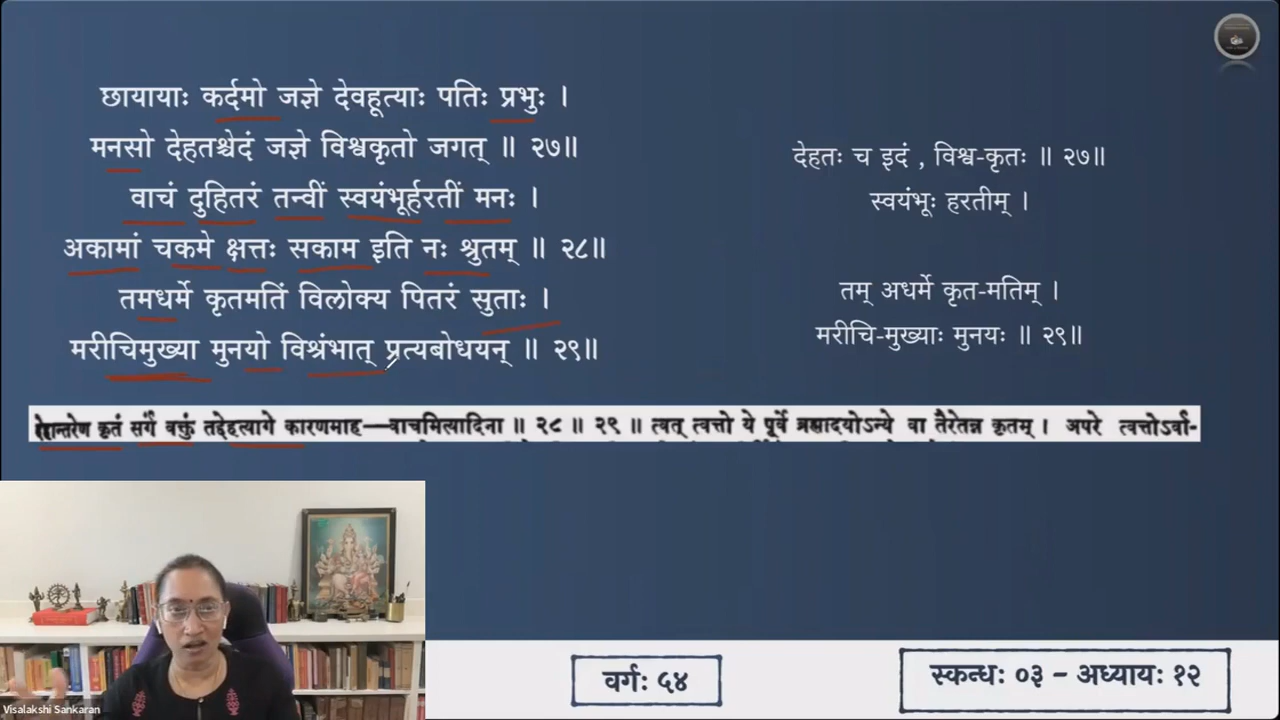 छायायाः कर्दमो जज्ञे देवहूत्याः पतिः प्रभुः ।
मनसो देहतश्चेदं जज्ञे विश्वकृतो जगत् ॥ २७॥
वाचं दुहितरं तन्वीं स्वयंभूर्हरतीं मनः ।
अकामां चकमे क्षत्तः सकाम इति नः श्रुतम् ॥ २८॥
तमधर्मे कृतमतिं विलोक्य पितरं सुताः ।
मरीचिमुख्या मुनयो विश्रंभात् प्रत्यबोधयन् ॥ २९॥
देहतः च इदं , विश्व-कृतः ॥ २७॥
स्वयंभूः हरतीम् ।
तम् अधर्मे कृत-मतिम् ।
मरीचि-मुख्याः मुनयः ॥ २९॥
देहान्तरेण कृतं सर्गं वक्तुं तद्देहत्यागे कारणमाह—वाचमित्यादिना ॥ २८ ॥ २९ ॥ त्वत् त्वत्तो ये पूर्वे ब्रह्मादयोऽन्ये वा तैरेतन्न कृतम् । अपरे त्वत्तोऽर्वा-
Visalakshi Sankaran
वर्गः ५४
स्कन्धः ०३ - अध्यायः १२